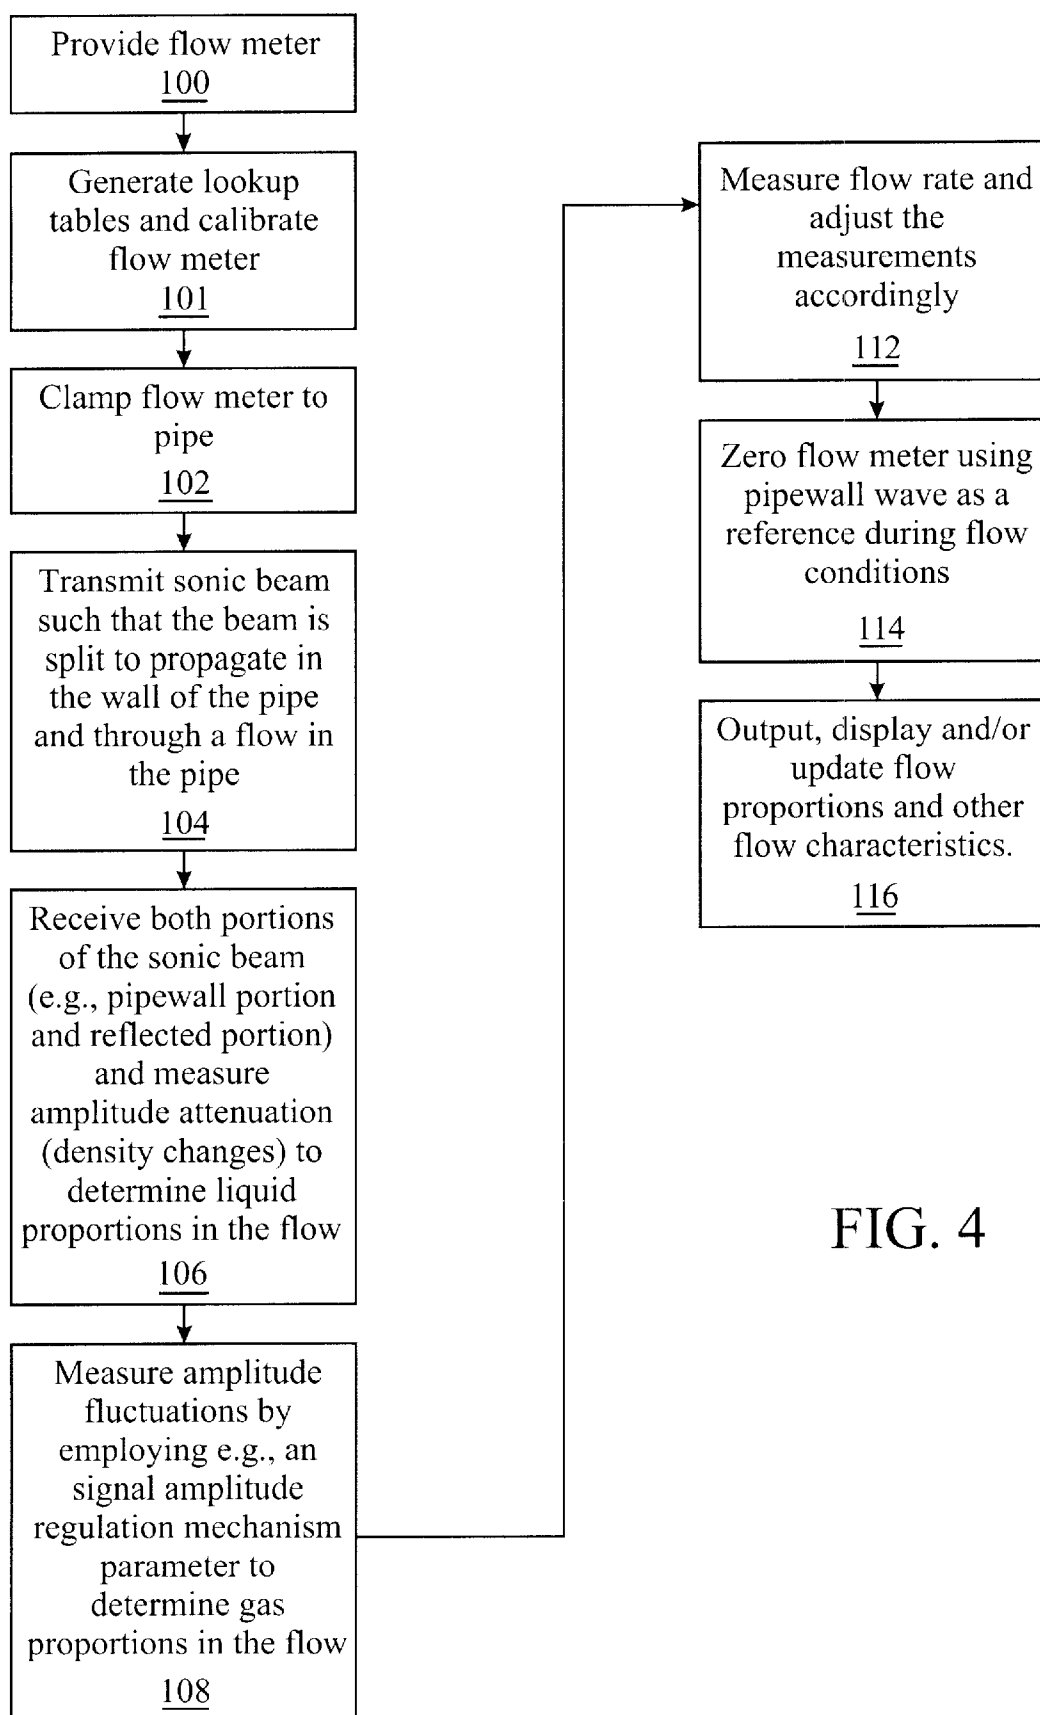 Provide flow meter
100
Generate lookup
tables and calibrate
flow meter
101
Clamp flow meter to
pipe
102
Transmit sonic beam
such that the beam is
split to propagate in
the wall of the pipe
and through a flow in
the pipe
104
Receive both portions
of the sonic beam
(e.g., pipewall portion
and reflected portion)
and measure
amplitude attenuation
(density changes) to
determine liquid
proportions in the flow
106
Measure amplitude
fluctuations by
employing e.g., an
signal amplitude
regulation mechanism
parameter to
determine gas
proportions in the flow
108
Measure flow rate and
adjust the
measurements
accordingly
112
Zero flow meter using
pipewall wave as a
reference during flow
conditions
114
Output, display and/or
update flow
proportions and other
flow characteristics.
116
FIG. 4